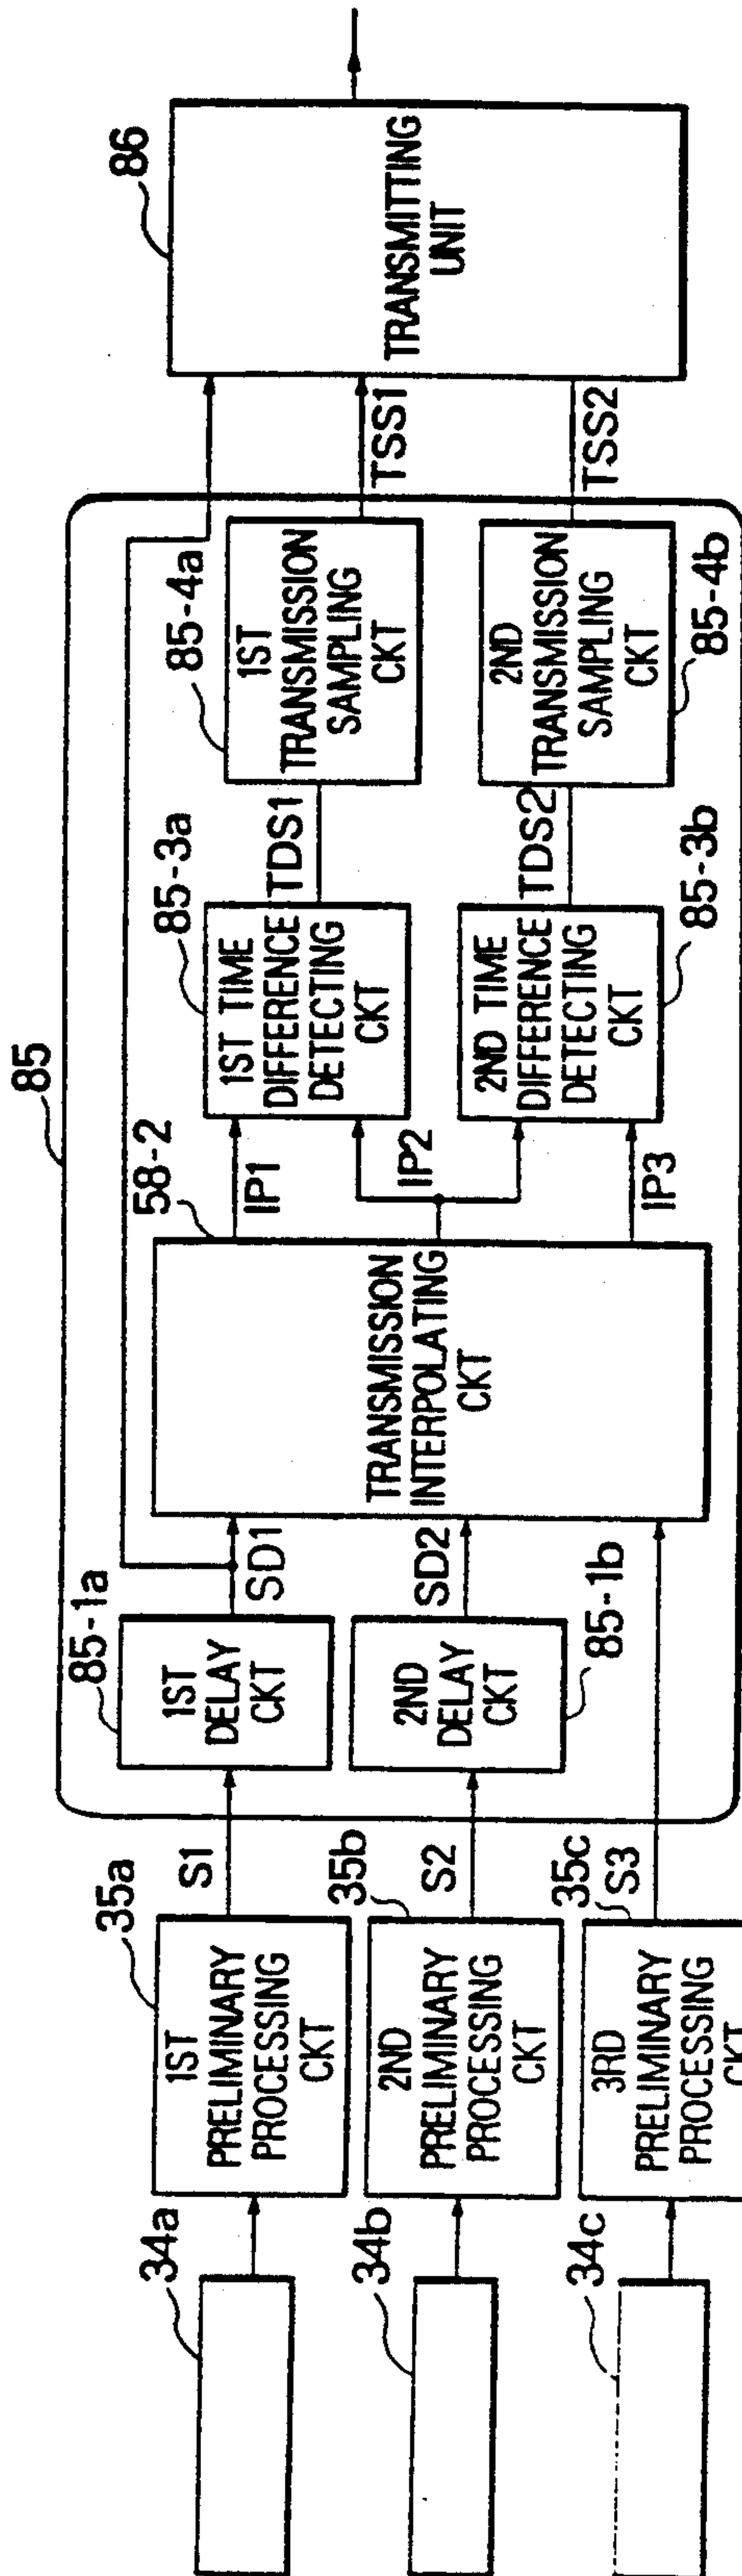 34a
34b
34c
35a
1ST
PRELIMINARY
PROCESSING
CKT
35b
2ND
PRELIMINARY
PROCESSING
CKT
35c
3RD
PRELIMINARY
PROCESSING
CKT
S1
S2
S3
85
85-1a
1ST
DELAY
CKT
SD1
2ND
DELAY
CKT
85-1b
SD2
58-2
TRANSMISSION
INTERPOLATING
CKT
IP1
IP2
IP3
85-3a
1ST TIME
DIFFERENCE
DETECTING
CKT
TDS1
2ND TIME
DIFFERENCE
DETECTING
CKT
85-3b
TDS2
85-4a
1ST
TRANSMISSION
SAMPLING
CKT
TSS1
2ND
TRANSMISSION
SAMPLING
CKT
85-4b
TSS2
86
TRANSMITTING
UNIT